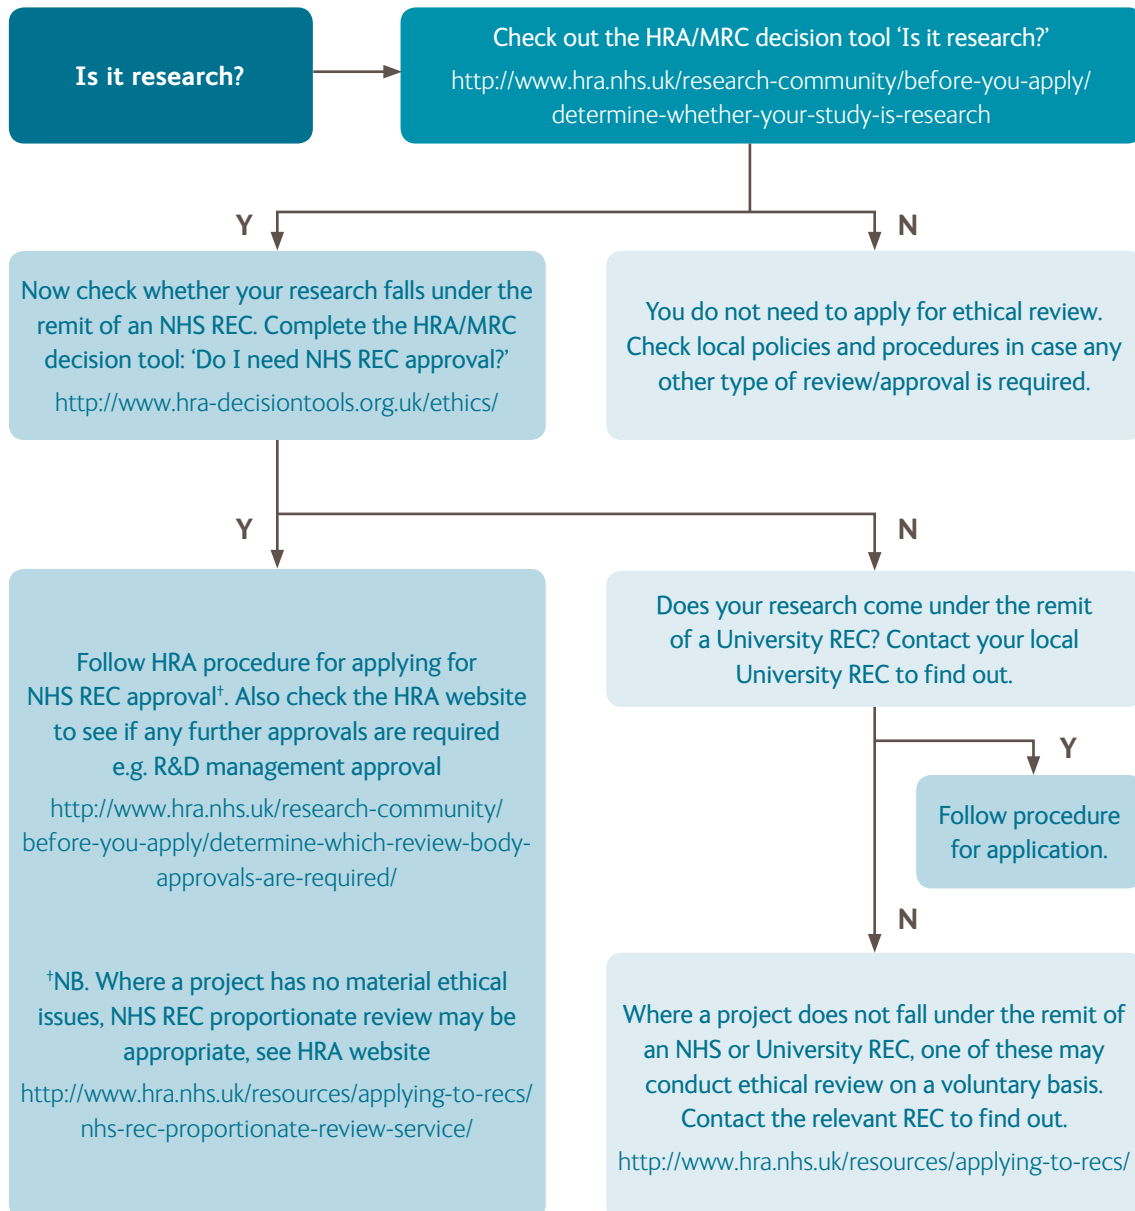 Is it research?
Check out the HRA/MRC decision tool ‘Is it research?’
http://www.hra.nhs.uk/research-community/before-you-apply/
determine-whether-your-study-is-research
Y
N
Now check whether your research falls under the
remit of an NHS REC. Complete the HRA/MRC
decision tool: ‘Do I need NHS REC approval?’
http://www.hra-decisiontools.org.uk/ethics/
You do not need to apply for ethical review.
Check local policies and procedures in case any
other type of review/approval is required.
Y
N
Follow HRA procedure for applying for
NHS REC approval†. Also check the HRA website
to see if any further approvals are required
e.g. R&D management approval
http://www.hra.nhs.uk/research-community/
before-you-apply/determine-which-review-body-
approvals-are-required/
†NB. Where a project has no material ethical
issues, NHS REC proportionate review may be
appropriate, see HRA website
http://www.hra.nhs.uk/resources/applying-to-recs/
nhs-rec-proportionate-review-service/
Does your research come under the remit
of a University REC? Contact your local
University REC to find out.
Y
Follow procedure
for application.
N
Where a project does not fall under the remit of
an NHS or University REC, one of these may
conduct ethical review on a voluntary basis.
Contact the relevant REC to find out.
http://www.hra.nhs.uk/resources/applying-to-recs/